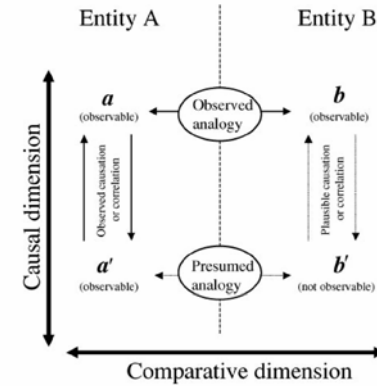 Entity A
Entity B
a
(observable)
Observed
analogy
b
(observable)
Causal dimension
Observed causation
or correlation
Plausible causation
or correlation
a'
(observable)
Presumed
analogy
b'
(not observable)
Comparative dimension